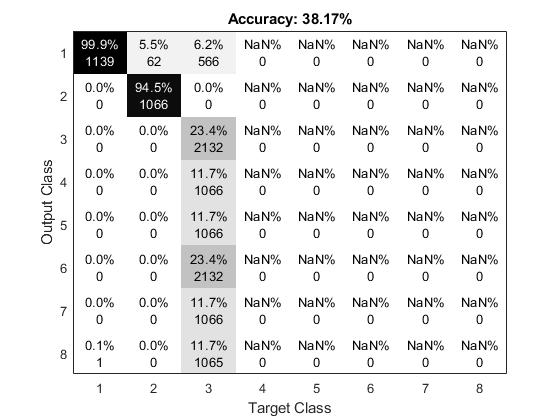 Accuracy: 38.17%
99.9% 5.5% 6.2% NaN% NaN% NaN% NaN% NaN%
1
1139 62 566 0 0 0 0 0
0.0% 94.5% 0.0% NaN% NaN% NaN% NaN% NaN%
2
0 1066 0 0 0 0 0 0
0.0% 0.0% 23.4% NaN% NaN% NaN% NaN% NaN%
3
0 0 2132 0 0 0 0 0
0.0% 0.0% 11.7% NaN% NaN% NaN% NaN% NaN%
4
0 0 1066 0 0 0 0 0
0.0% 0.0% 11.7% NaN% NaN% NaN% NaN% NaN%
5
0 0 1066 0 0 0 0 0
0.0% 0.0% 23.4% NaN% NaN% NaN% NaN% NaN%
6
0 0 2132 0 0 0 0 0
0.0% 0.0% 11.7% NaN% NaN% NaN% NaN% NaN%
7
0 0 1066 0 0 0 0 0
0.1% 0.0% 11.7% NaN% NaN% NaN% NaN% NaN%
8
1 0 1065 0 0 0 0 0
1 2 3 4 5 6 7 8
Target Class
Output Class